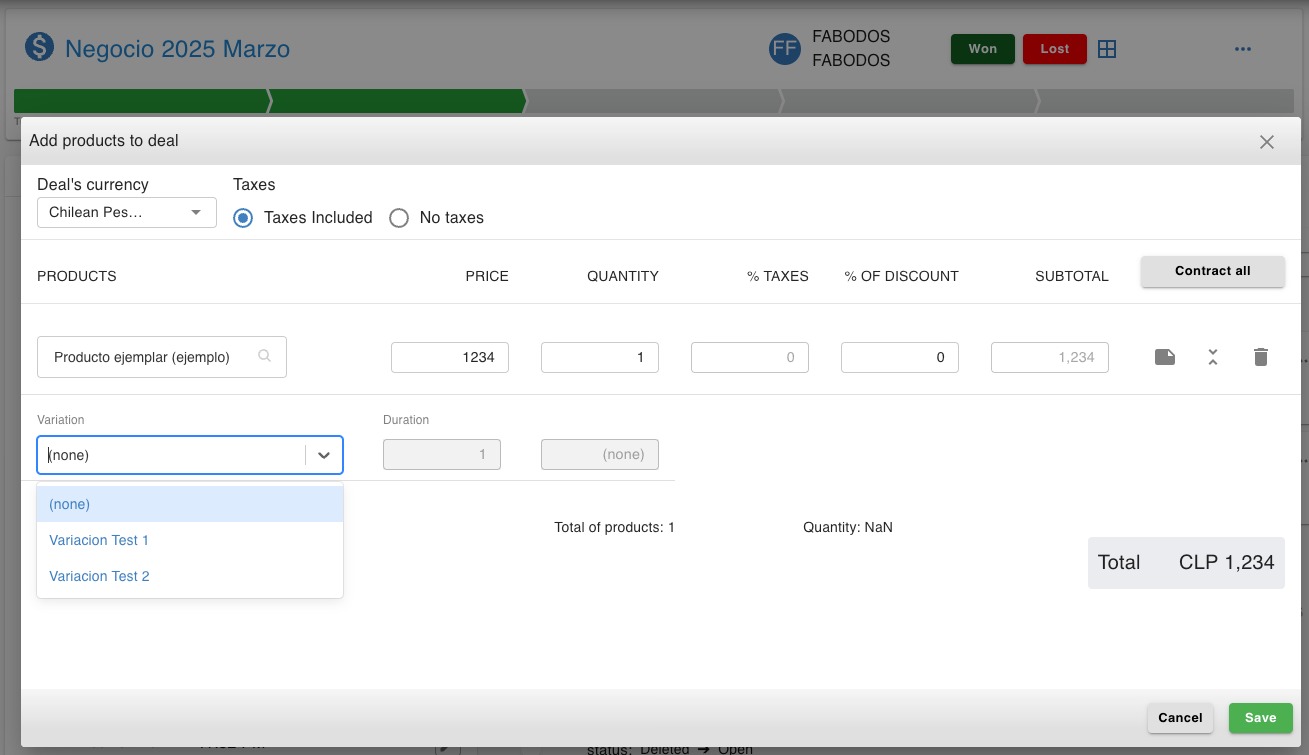 $ Negocio 2025 Marzo
FF FABODOS
FABODOS
Won Lost
Add products to deal
Deal's currency Taxes
Chilean Pes... Taxes Included No taxes
PRODUCTS PRICE QUANTITY % TAXES % OF DISCOUNT SUBTOTAL Contract all
Producto ejemplar (ejemplo) 1234 1 0 0 1,234
Variation Duration
(none) 1 (none)
(none)
Variacion Test 1
Variacion Test 2
Total of products: 1 Quantity: NaN
Total CLP 1,234
Cancel Save
status: Deleted → Open